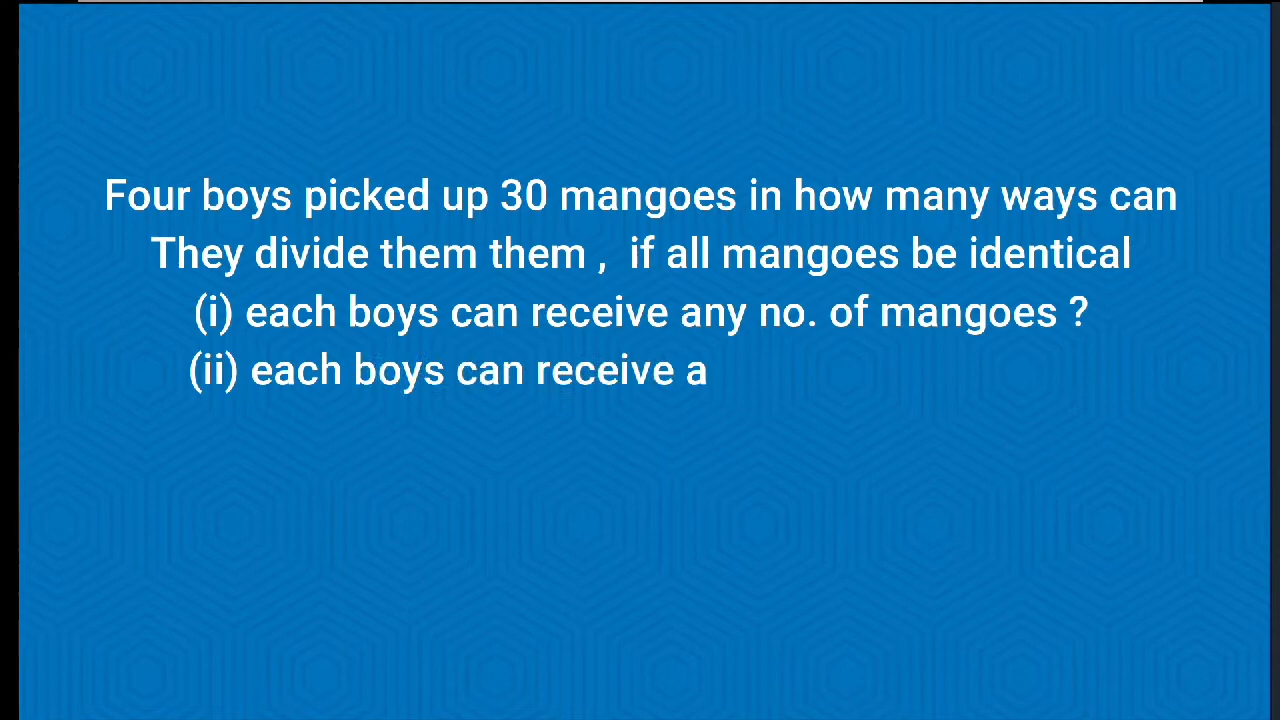 Four boys picked up 30 mangoes in how many ways can
They divide them them , if all mangoes be identical
(i) each boys can receive any no. of mangoes ?
(ii) each boys can receive a